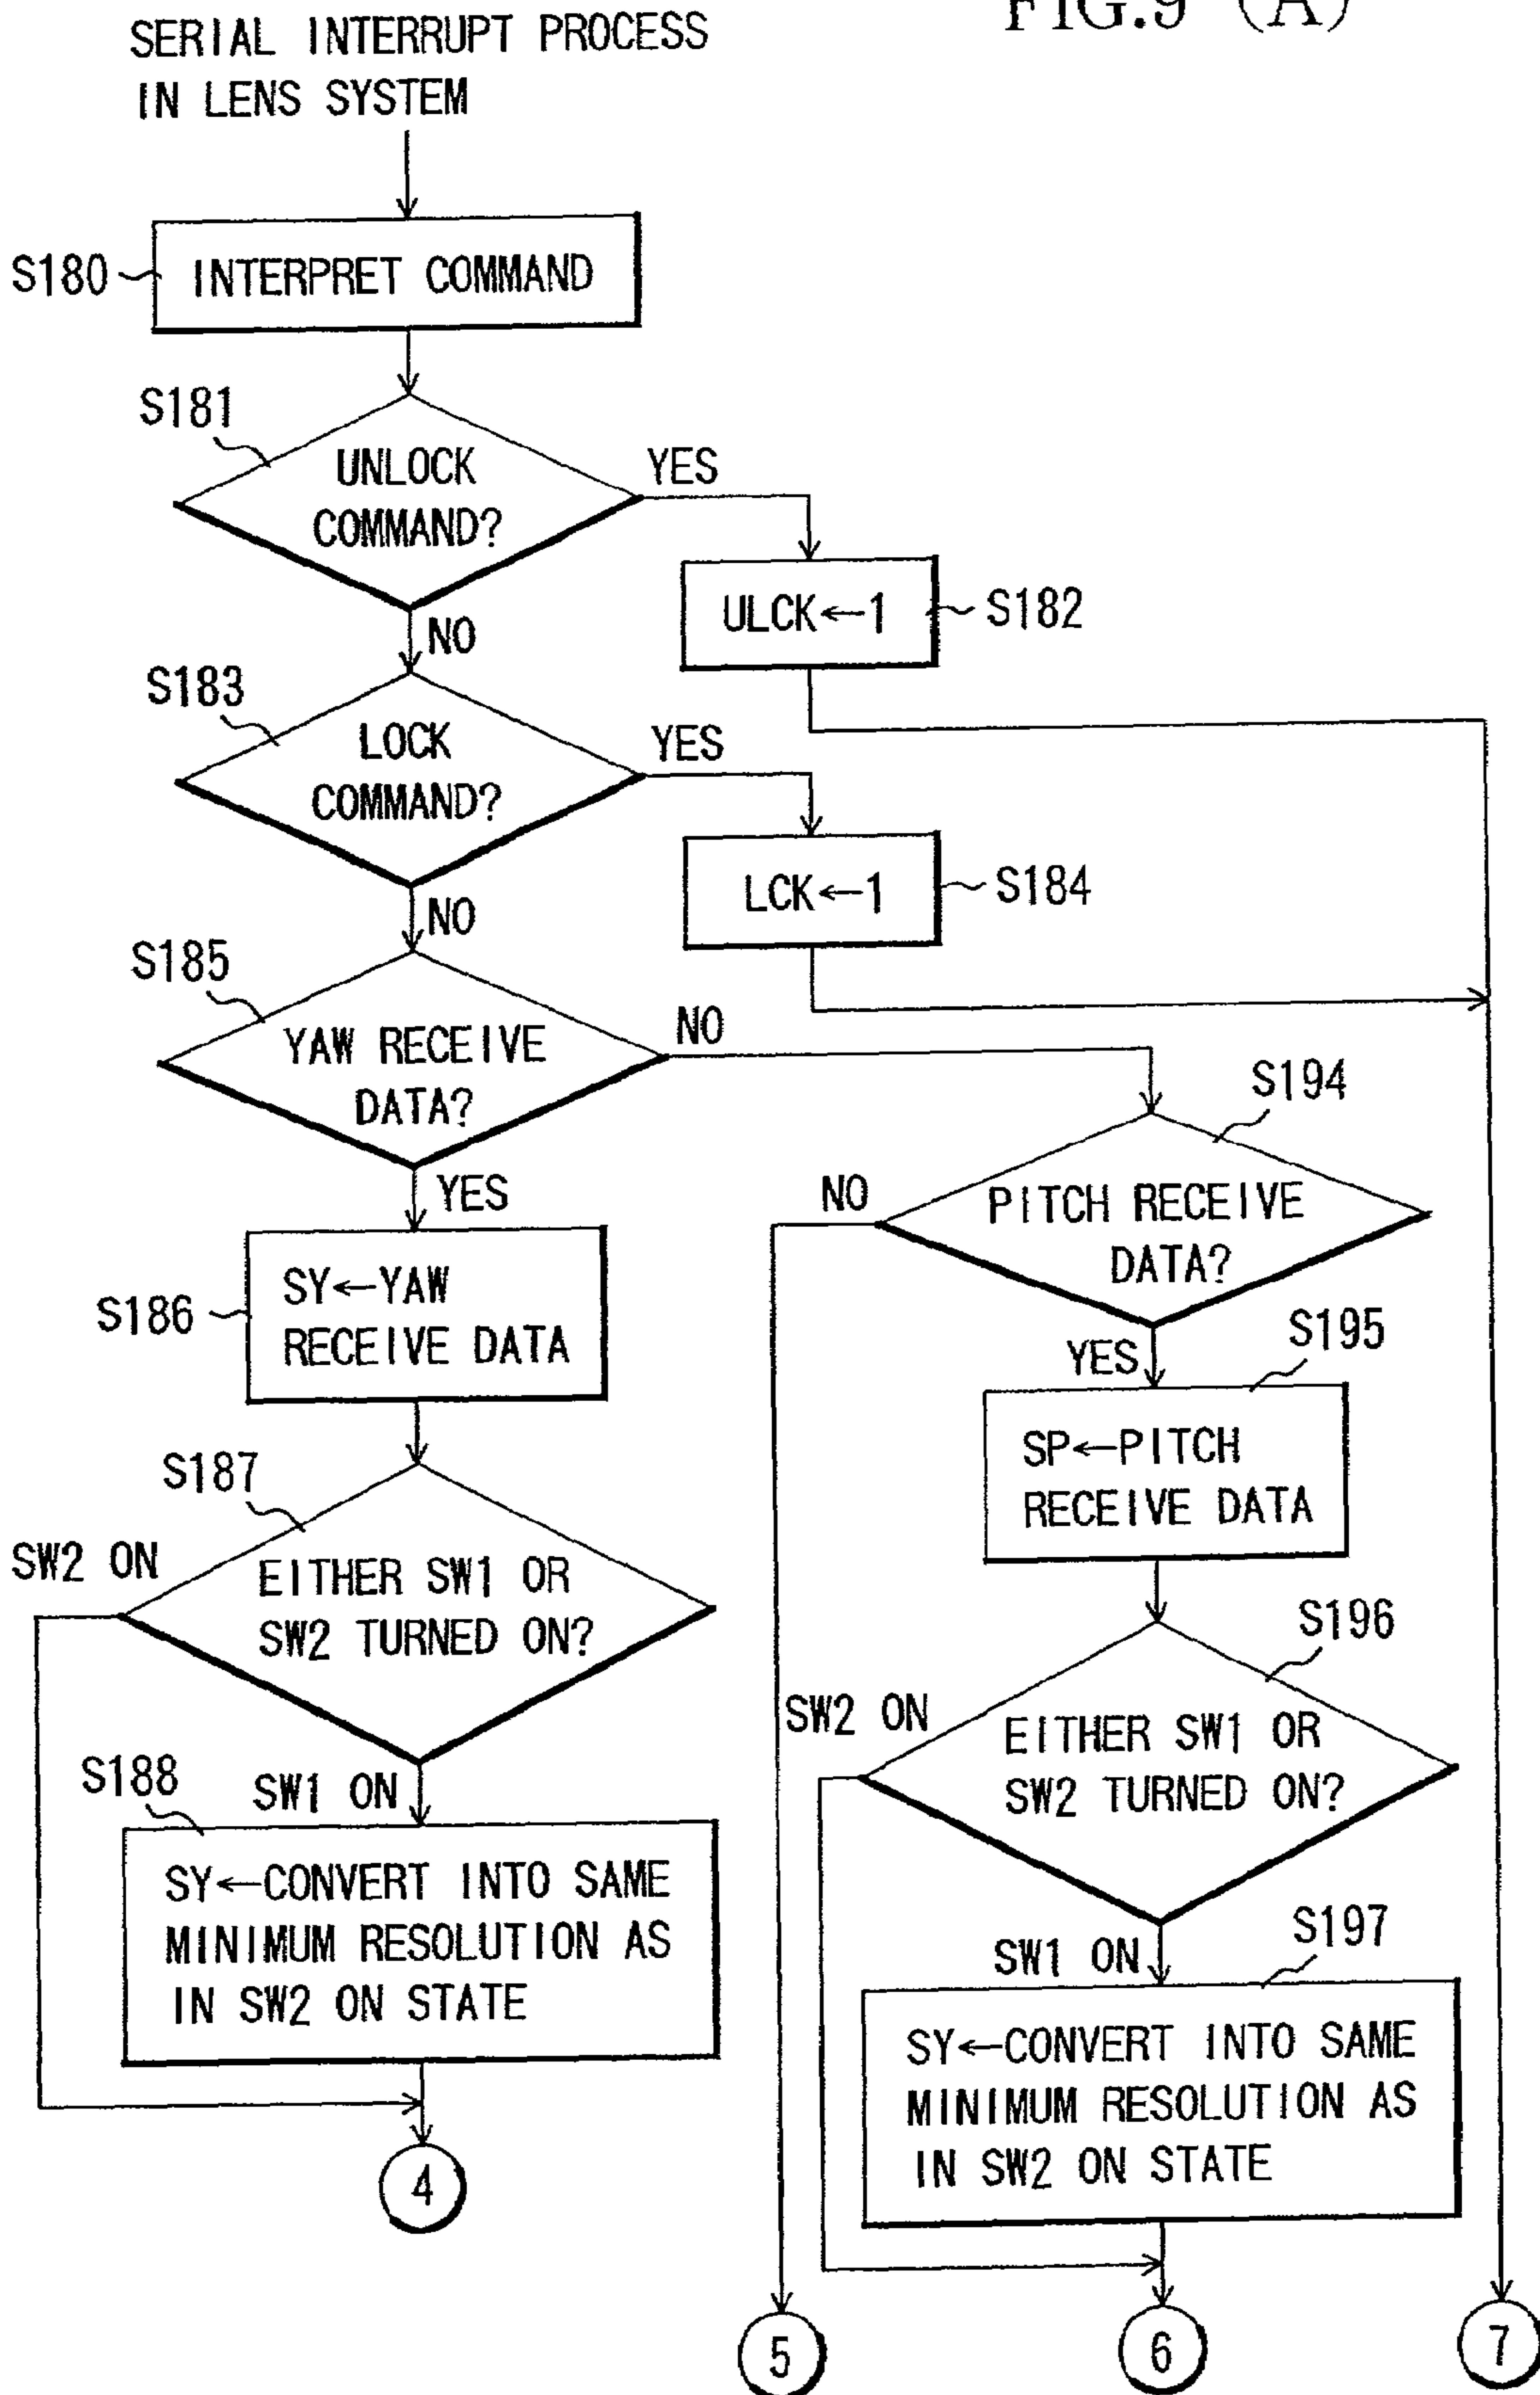 FIG.9 (A)
SERIAL INTERRUPT PROCESS
IN LENS SYSTEM
S180
INTERPRET COMMAND
S181
UNLOCK
COMMAND?
YES
NO
ULCK←1
S182
S183
LOCK
COMMAND?
YES
NO
LCK←1
S184
S185
YAW RECEIVE
DATA?
NO
YES
S194
PITCH RECEIVE
DATA?
NO
YES
S186
SY←YAW
RECEIVE DATA
S195
SP←PITCH
RECEIVE DATA
S187
EITHER SW1 OR
SW2 TURNED ON?
SW2 ON
SW1 ON
S196
EITHER SW1 OR
SW2 TURNED ON?
SW2 ON
SW1 ON
S188
SY←CONVERT INTO SAME
MINIMUM RESOLUTION AS
IN SW2 ON STATE
S197
SY←CONVERT INTO SAME
MINIMUM RESOLUTION AS
IN SW2 ON STATE
4
5
6
7